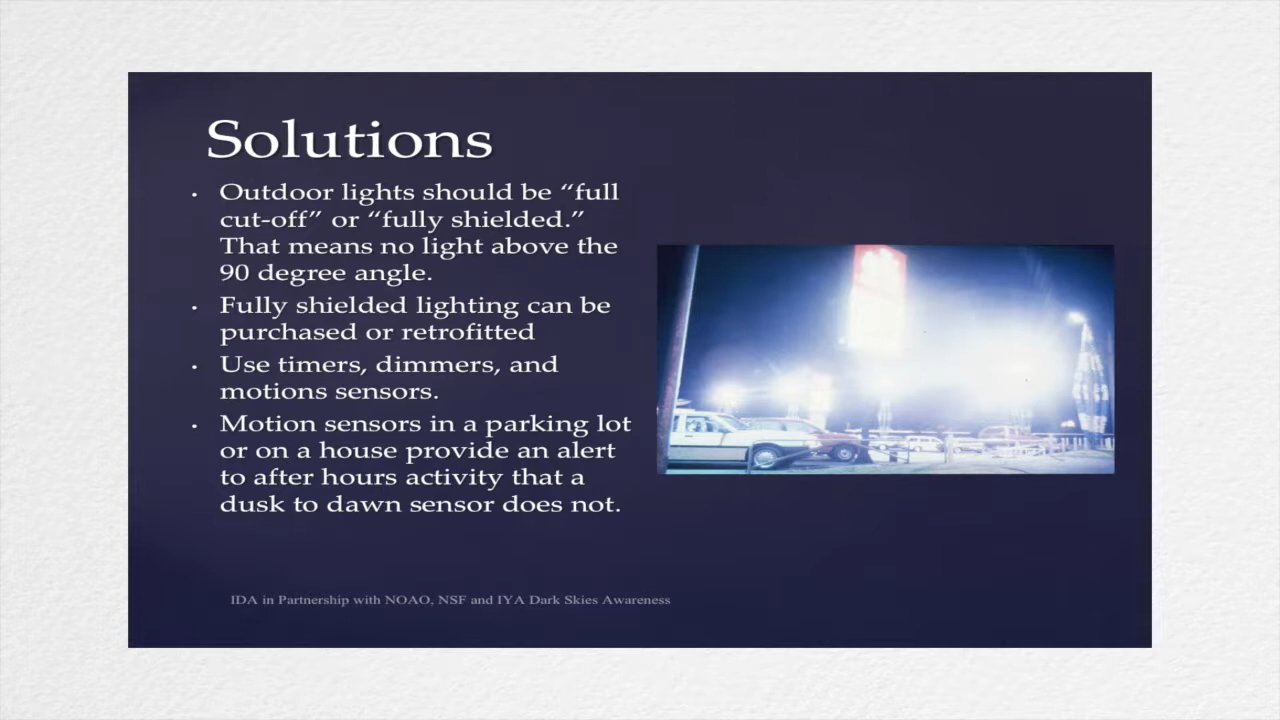 Solutions
• Outdoor lights should be “full
cut-off” or “fully shielded.”
That means no light above the
90 degree angle.
• Fully shielded lighting can be
purchased or retrofitted
• Use timers, dimmers, and
motions sensors.
• Motion sensors in a parking lot
or on a house provide an alert
to after hours activity that a
dusk to dawn sensor does not.
IDA in Partnership with NOAO, NSF and IYA Dark Skies Awareness